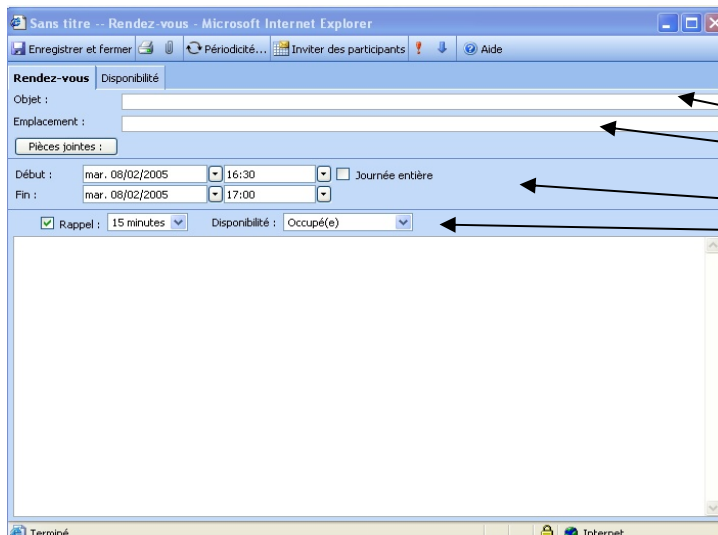 Sans titre -- Rendez-vous - Microsoft Internet Explorer
Enregistrer et fermer Périodicité... Inviter des participants Aide
Rendez-vous Disponibilité
Objet :
Emplacement :
Pièces jointes :
Début : mar. 08/02/2005 16:30 Journée entière
Fin : mar. 08/02/2005 17:00
Rappel : 15 minutes Disponibilité : Occupé(e)
Terminé Internet